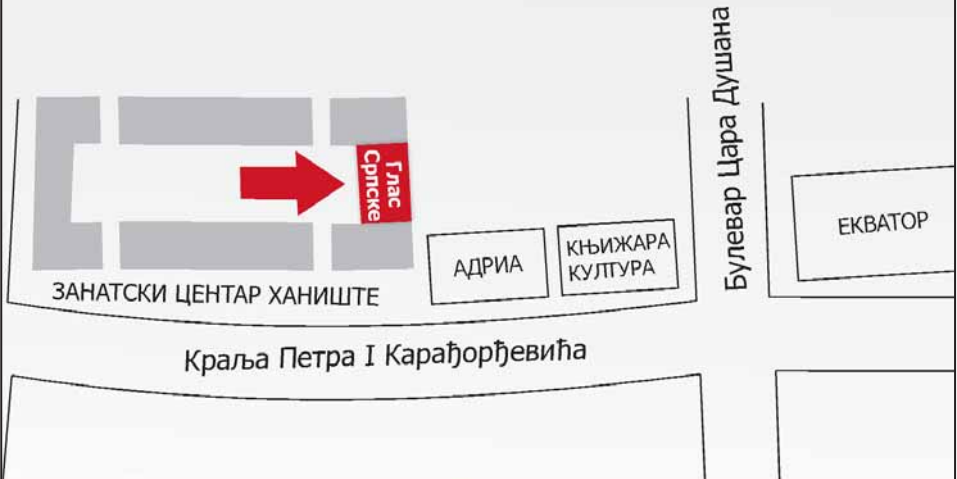 Булевар Цара Душана
Глас
Српске
ЕКВАТОР
АДРИА
КЊИЖАРА
КУЛТУРА
ЗАНАТСКИ ЦЕНТАР ХАНИШТЕ
Краља Петра I Карађорђевића